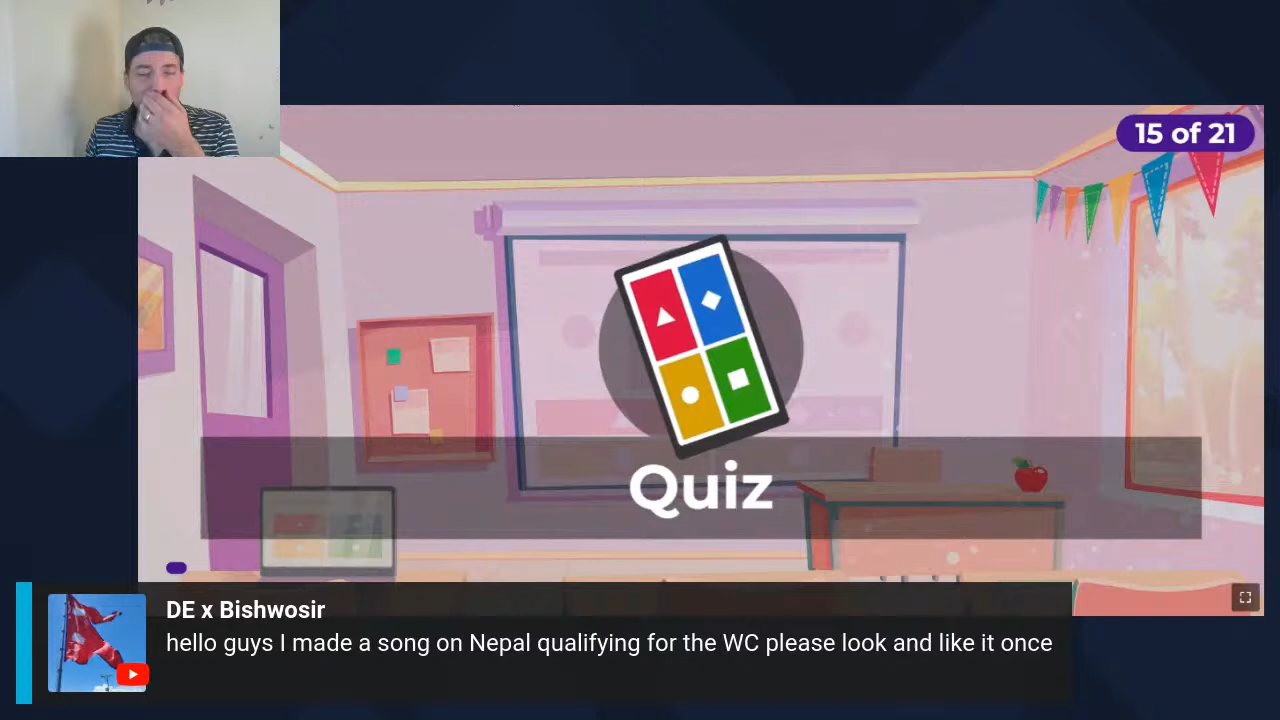 15 of 21
Quiz
DE x Bishwosir
hello guys I made a song on Nepal qualifying for the WC please look and like it once